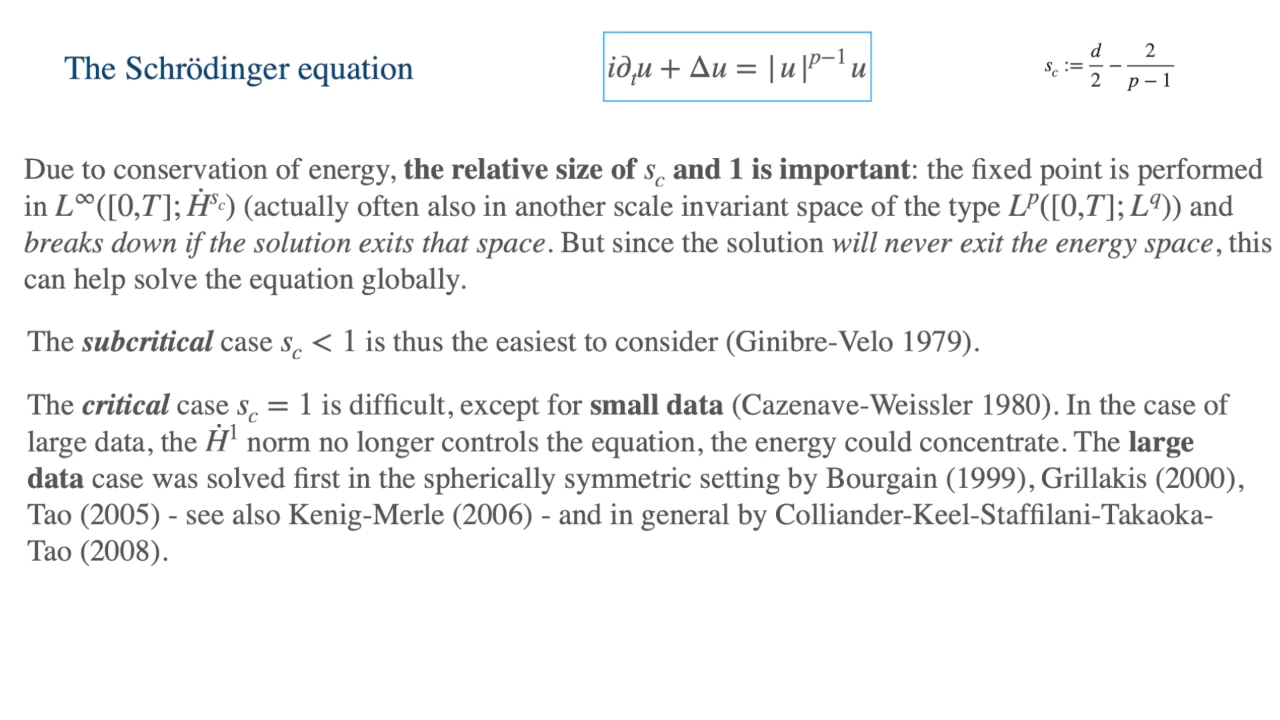 The Schrödinger equation
i∂ₜu + Δu = |u|ᵖ⁻¹u
s_c := d/2 − 2/(p − 1)
Due to conservation of energy, the relative size of s_c and 1 is important: the fixed point is performed
in L^∞([0,T]; Ḣ^{s_c}) (actually often also in another scale invariant space of the type L^p([0,T]; L^q)) and
breaks down if the solution exits that space. But since the solution will never exit the energy space, this
can help solve the equation globally.
The subcritical case s_c < 1 is thus the easiest to consider (Ginibre-Velo 1979).
The critical case s_c = 1 is difficult, except for small data (Cazenave-Weissler 1980). In the case of
large data, the Ḣ¹ norm no longer controls the equation, the energy could concentrate. The large
data case was solved first in the spherically symmetric setting by Bourgain (1999), Grillakis (2000),
Tao (2005) - see also Kenig-Merle (2006) - and in general by Colliander-Keel-Staffilani-Takaoka-
Tao (2008).